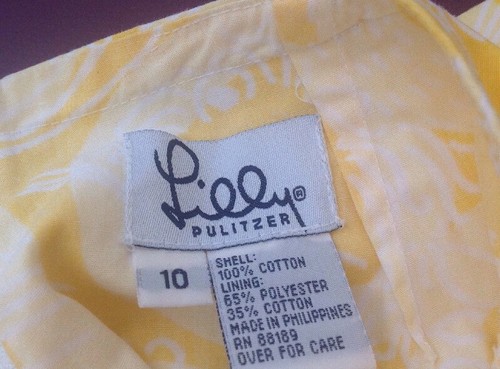 Lilly®
PULITZER
10
SHELL:
100% COTTON
LINING:
65% POLYESTER
35% COTTON
MADE IN PHILIPPINES
RN 88189
OVER FOR CARE